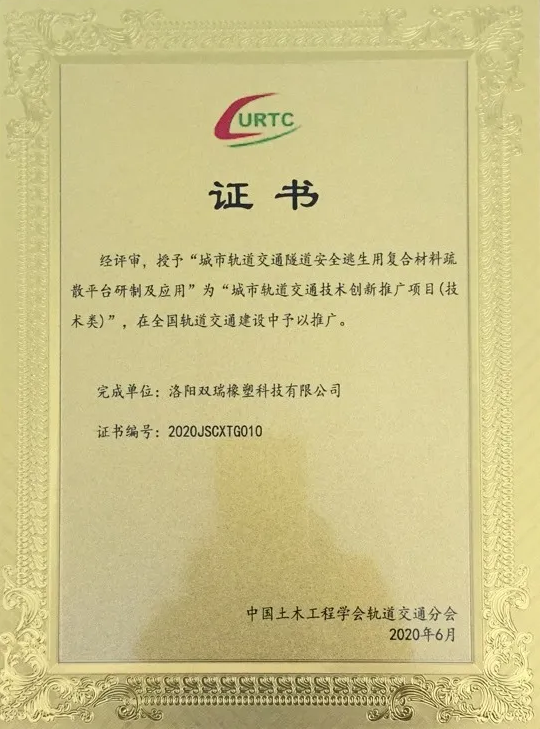 CURTC
证书
经评审，授予“城市轨道交通隧道安全逃生用复合材料疏
散平台研制及应用”为“城市轨道交通技术创新推广项目(技
术类)”，在全国轨道交通建设中予以推广。
完成单位：洛阳双瑞橡塑科技有限公司
证书编号：2020JSCXTG010
中国土木工程学会轨道交通分会
2020年6月